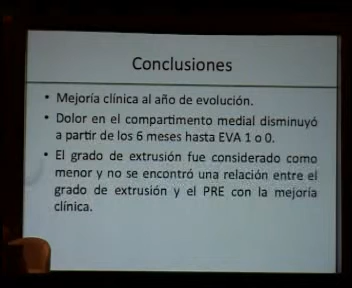 Conclusiones
• Mejoría clínica al año de evolución.
• Dolor en el compartimento medial disminuyó
a partir de los 6 meses hasta EVA 1 o 0.
• El grado de extrusión fue considerado como
menor y no se encontró una relación entre el
grado de extrusión y el PRE con la mejoría
clínica.